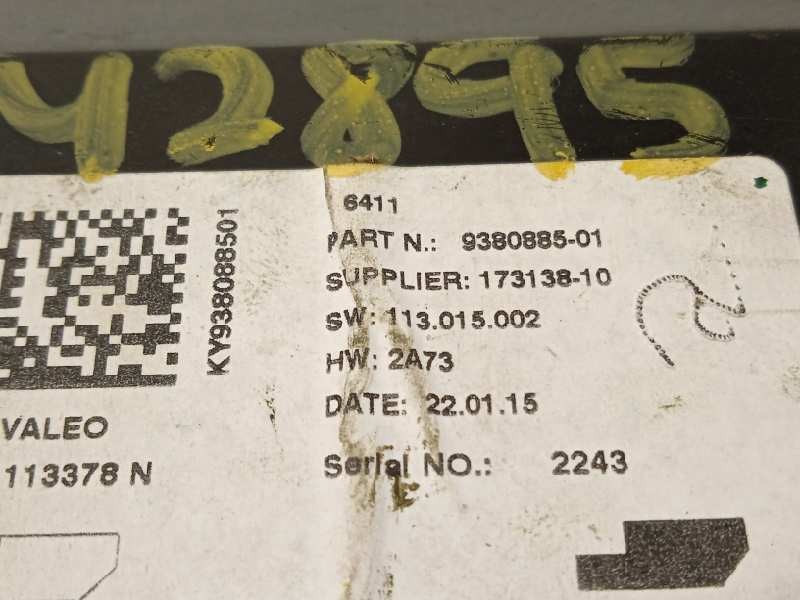 42895
6411
PART N.: 9380885-01
SUPPLIER: 173138-10
SW: 113.015.002
HW: 2A73
DATE: 22.01.15
Serial NO.: 2243
KY938088501
VALEO
113378 N